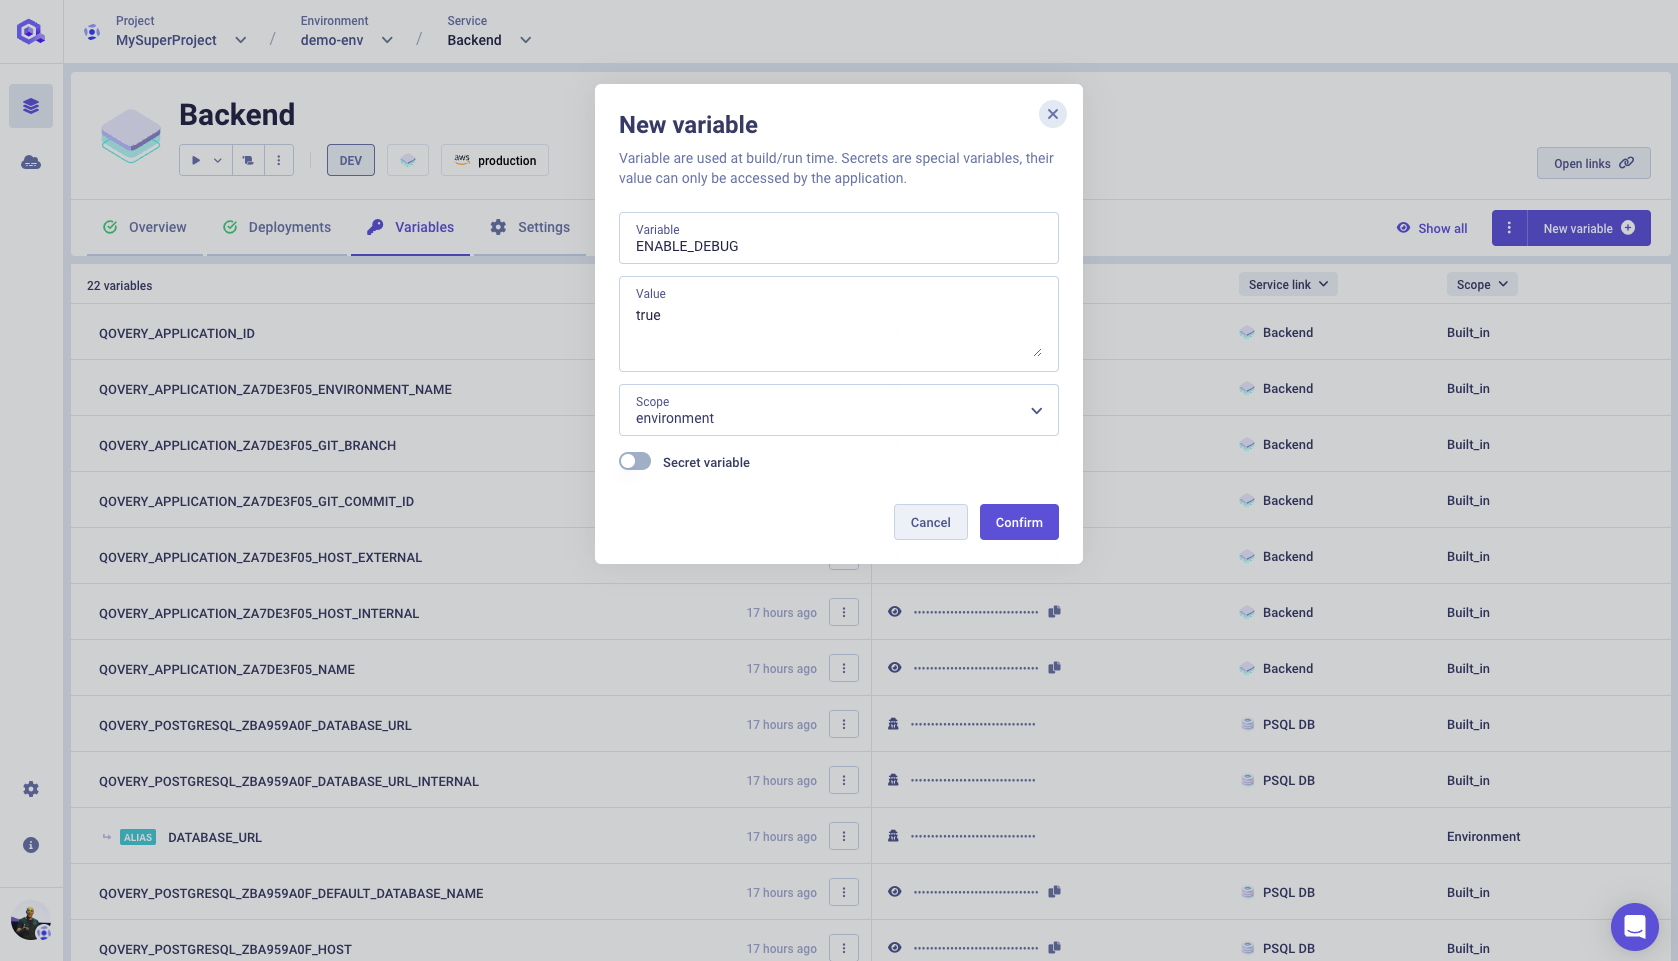 Project
MySuperProject
/
Environment
demo-env
/
Service
Backend
Backend
DEV
aws
production
Open links
Overview
Deployments
Variables
Settings
Show all
New variable
22 variables
Service link
Scope
QOVERY_APPLICATION_ID
Backend
Built_in
QOVERY_APPLICATION_ZA7DE3F05_ENVIRONMENT_NAME
Backend
Built_in
QOVERY_APPLICATION_ZA7DE3F05_GIT_BRANCH
Backend
Built_in
QOVERY_APPLICATION_ZA7DE3F05_GIT_COMMIT_ID
Backend
Built_in
QOVERY_APPLICATION_ZA7DE3F05_HOST_EXTERNAL
Backend
Built_in
QOVERY_APPLICATION_ZA7DE3F05_HOST_INTERNAL
17 hours ago
Backend
Built_in
QOVERY_APPLICATION_ZA7DE3F05_NAME
17 hours ago
Backend
Built_in
QOVERY_POSTGRESQL_ZBA959A0F_DATABASE_URL
17 hours ago
PSQL DB
Built_in
QOVERY_POSTGRESQL_ZBA959A0F_DATABASE_URL_INTERNAL
17 hours ago
PSQL DB
Built_in
ALIAS
DATABASE_URL
17 hours ago
Environment
QOVERY_POSTGRESQL_ZBA959A0F_DEFAULT_DATABASE_NAME
17 hours ago
PSQL DB
Built_in
QOVERY_POSTGRESQL_ZBA959A0F_HOST
17 hours ago
PSQL DB
Built_in
New variable
Variable are used at build/run time. Secrets are special variables, their
value can only be accessed by the application.
Variable
ENABLE_DEBUG
Value
true
Scope
environment
Secret variable
Cancel
Confirm